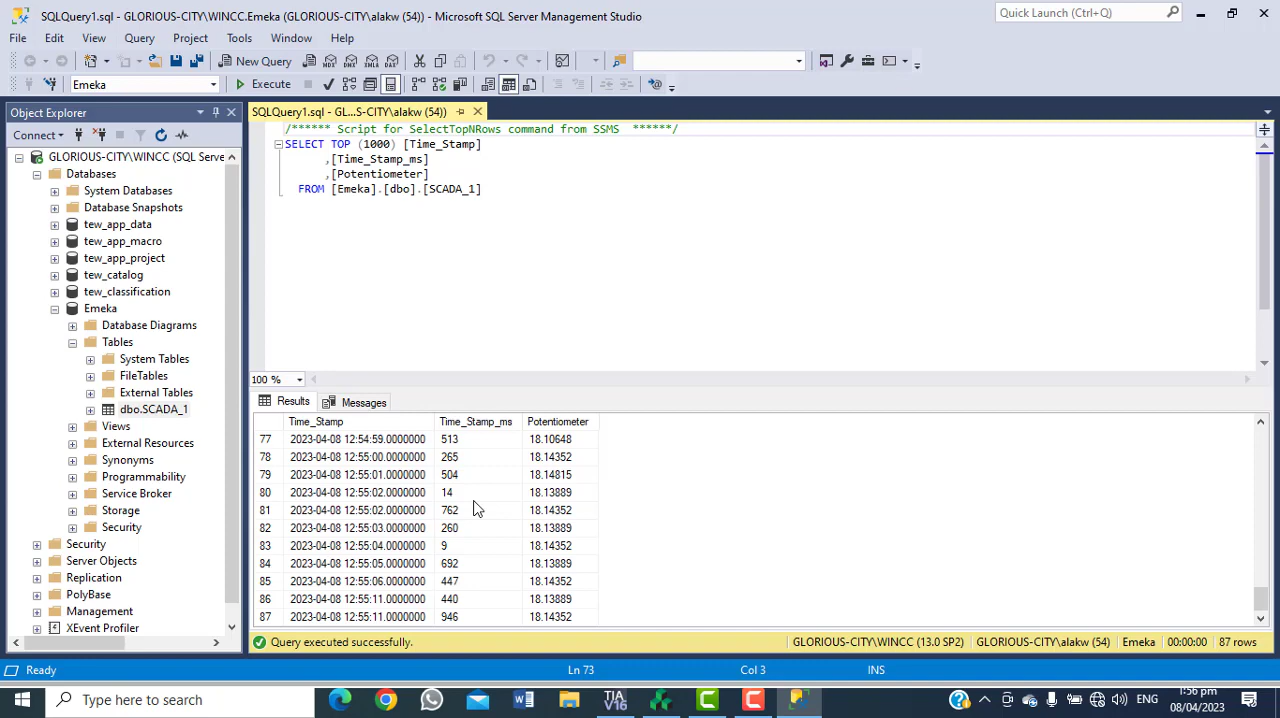 SQLQuery1.sql - GLORIOUS-CITY\WINCC.Emeka (GLORIOUS-CITY\alakw (54)) - Microsoft SQL Server Management Studio
Quick Launch (Ctrl+Q)
File Edit View Query Project Tools Window Help
New Query
MDX DMX XMLA DAX
Emeka
Execute
Object Explorer
SQLQuery1.sql - GL...S-CITY\alakw (54))
Connect
GLORIOUS-CITY\WINCC (SQL Serve
Databases
System Databases
Database Snapshots
tew_app_data
tew_app_macro
tew_app_project
tew_catalog
tew_classification
Emeka
Database Diagrams
Tables
System Tables
FileTables
External Tables
dbo.SCADA_1
Views
External Resources
Synonyms
Programmability
Service Broker
Storage
Security
Security
Server Objects
Replication
PolyBase
Management
XEvent Profiler
/****** Script for SelectTopNRows command from SSMS ******/
SELECT TOP (1000) [Time_Stamp]
,[Time_Stamp_ms]
,[Potentiometer]
FROM [Emeka].[dbo].[SCADA_1]
100 %
Results Messages
Time_Stamp Time_Stamp_ms Potentiometer
77 2023-04-08 12:54:59.0000000 513 18.10648
78 2023-04-08 12:55:00.0000000 265 18.14352
79 2023-04-08 12:55:01.0000000 504 18.14815
80 2023-04-08 12:55:02.0000000 14 18.13889
81 2023-04-08 12:55:02.0000000 762 18.14352
82 2023-04-08 12:55:03.0000000 260 18.13889
83 2023-04-08 12:55:04.0000000 9 18.14352
84 2023-04-08 12:55:05.0000000 692 18.13889
85 2023-04-08 12:55:06.0000000 447 18.14352
86 2023-04-08 12:55:11.0000000 440 18.13889
87 2023-04-08 12:55:11.0000000 946 18.14352
Query executed successfully. GLORIOUS-CITY\WINCC (13.0 SP2) GLORIOUS-CITY\alakw (54) Emeka 00:00:00 87 rows
Ready Ln 73 Col 3 INS
Type here to search
TIA V16
ENG
1:56 pm
08/04/2023